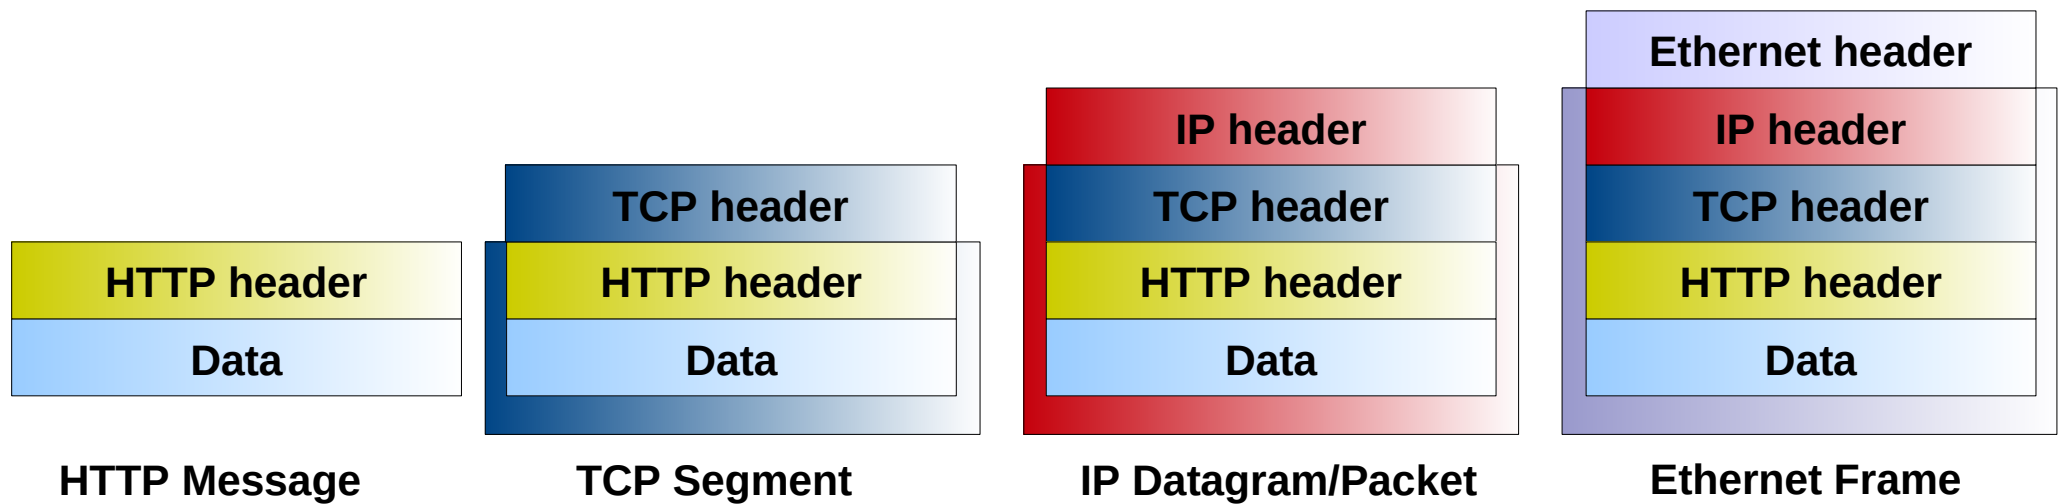 HTTP header
Data
HTTP Message
TCP header
HTTP header
Data
TCP Segment
IP header
TCP header
HTTP header
Data
IP Datagram/Packet
Ethernet header
IP header
TCP header
HTTP header
Data
Ethernet Frame